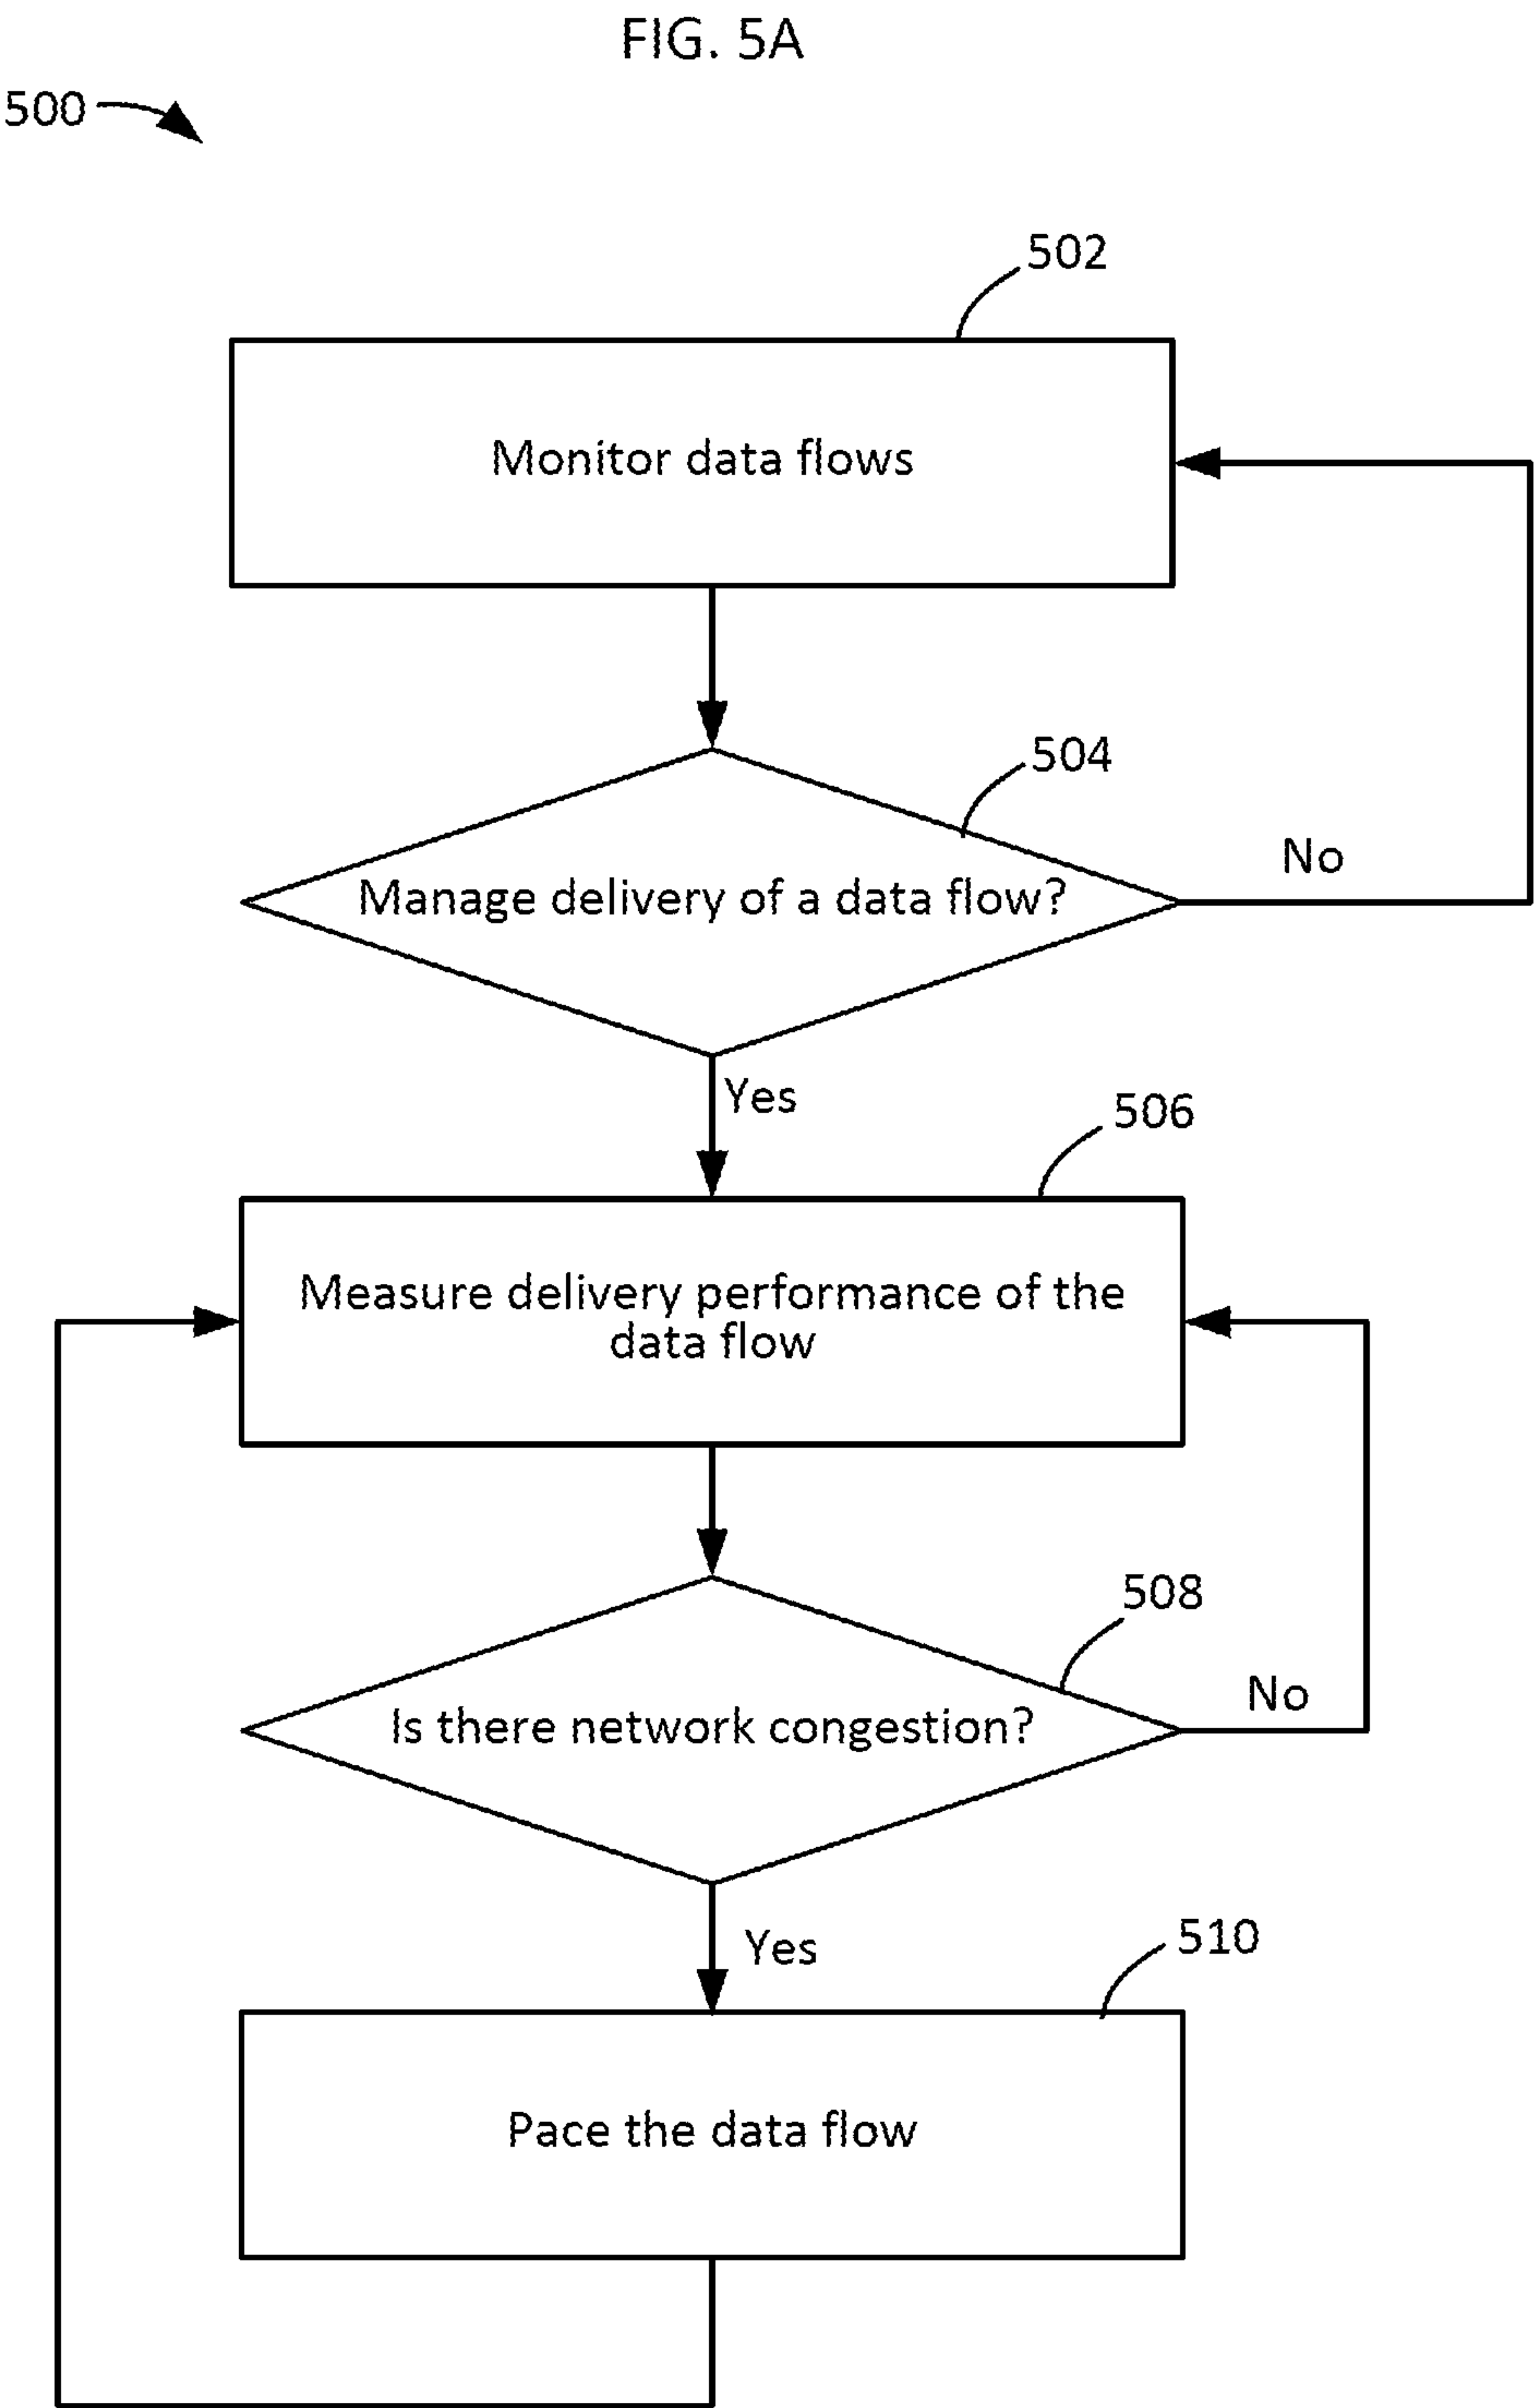 FIG. 5A
500
502
Monitor data flows
504
Manage delivery of a data flow?
No
Yes
506
Measure delivery performance of the
data flow
508
Is there network congestion?
No
Yes
510
Pace the data flow